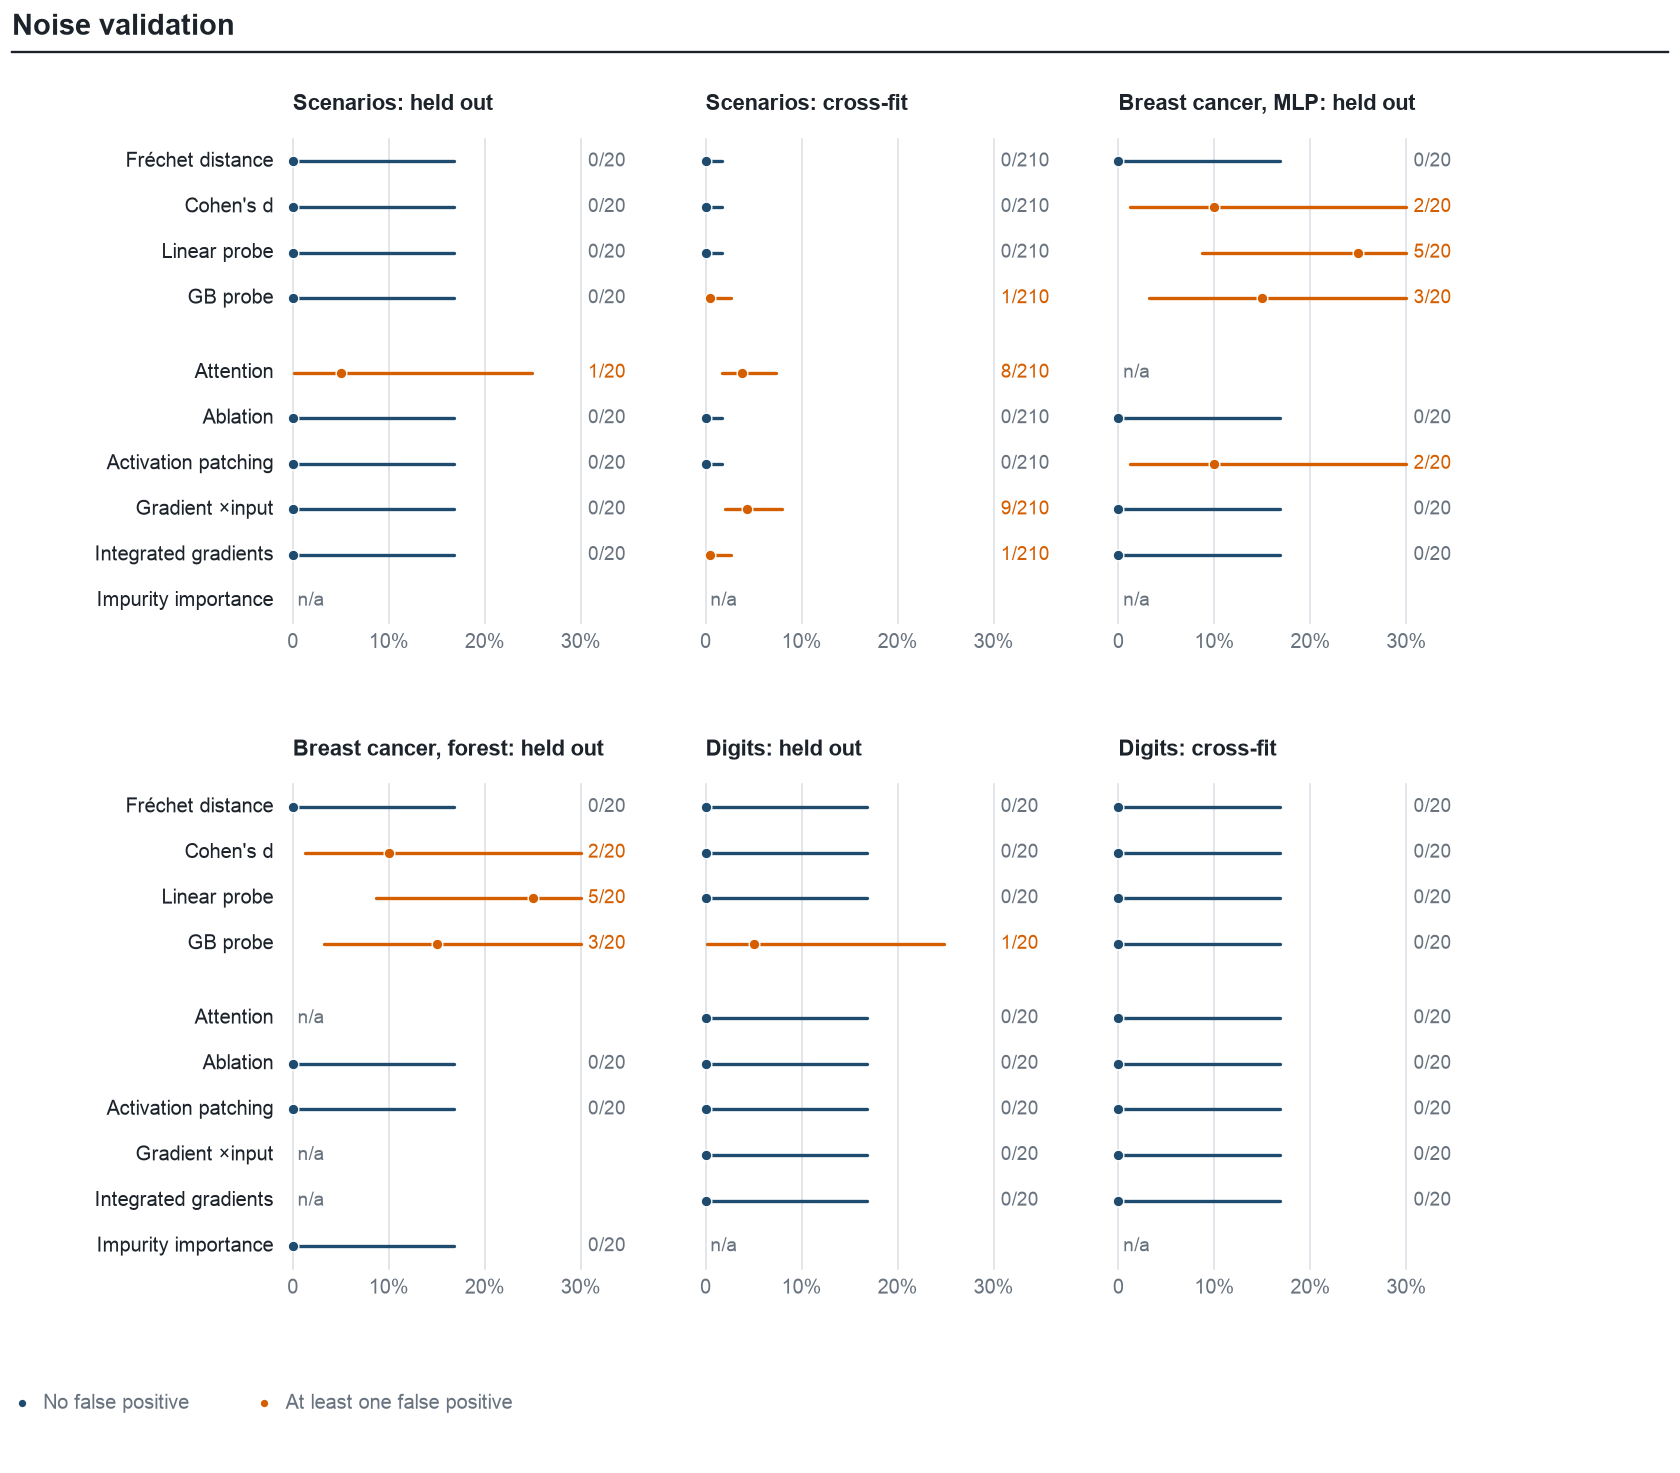 Noise validation
Scenarios: held out
Scenarios: cross-fit
Breast cancer, MLP: held out
Fréchet distance 0/20 0/210 0/20
Cohen's d 0/20 0/210 2/20
Linear probe 0/20 0/210 5/20
GB probe 0/20 1/210 3/20
Attention 1/20 8/210 n/a
Ablation 0/20 0/210 0/20
Activation patching 0/20 0/210 2/20
Gradient ×input 0/20 9/210 0/20
Integrated gradients 0/20 1/210 0/20
Impurity importance n/a n/a n/a
0 10% 20% 30% 0 10% 20% 30% 0 10% 20% 30%
Breast cancer, forest: held out
Digits: held out
Digits: cross-fit
Fréchet distance 0/20 0/20 0/20
Cohen's d 2/20 0/20 0/20
Linear probe 5/20 0/20 0/20
GB probe 3/20 1/20 0/20
Attention n/a 0/20 0/20
Ablation 0/20 0/20 0/20
Activation patching 0/20 0/20 0/20
Gradient ×input n/a 0/20 0/20
Integrated gradients n/a 0/20 0/20
Impurity importance 0/20 n/a n/a
0 10% 20% 30% 0 10% 20% 30% 0 10% 20% 30%
No false positive
At least one false positive